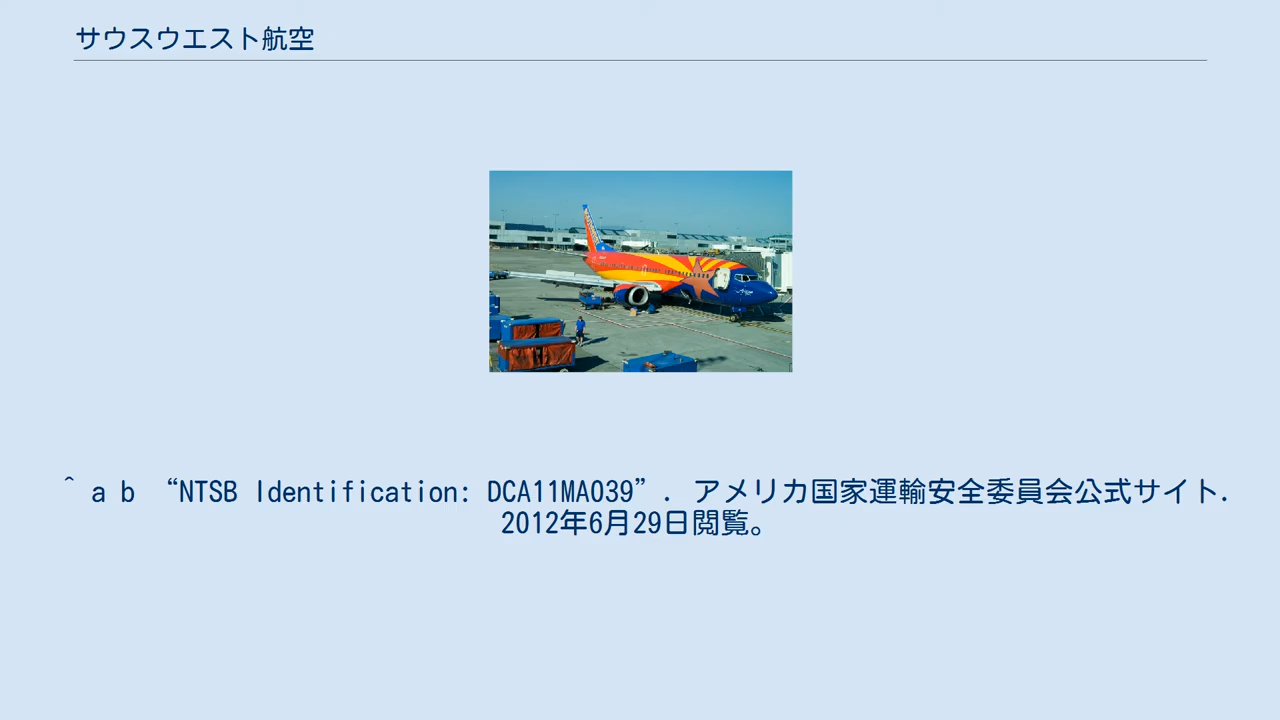 サウスウエスト航空
^ a b “NTSB Identification: DCA11MA039”. アメリカ国家運輸安全委員会公式サイト.
2012年6月29日閲覧。